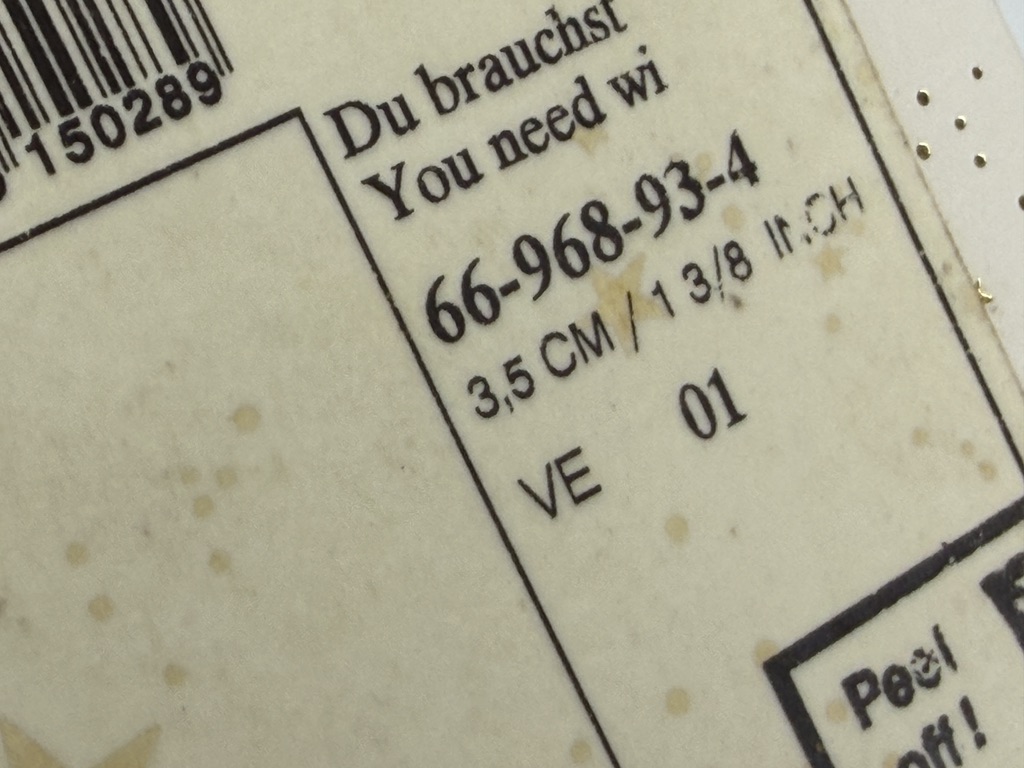 150289
Du brauchst
You need wi
66-968-93-4
3,5 CM / 1 3/8 INCH
VE 01
Peel
off!